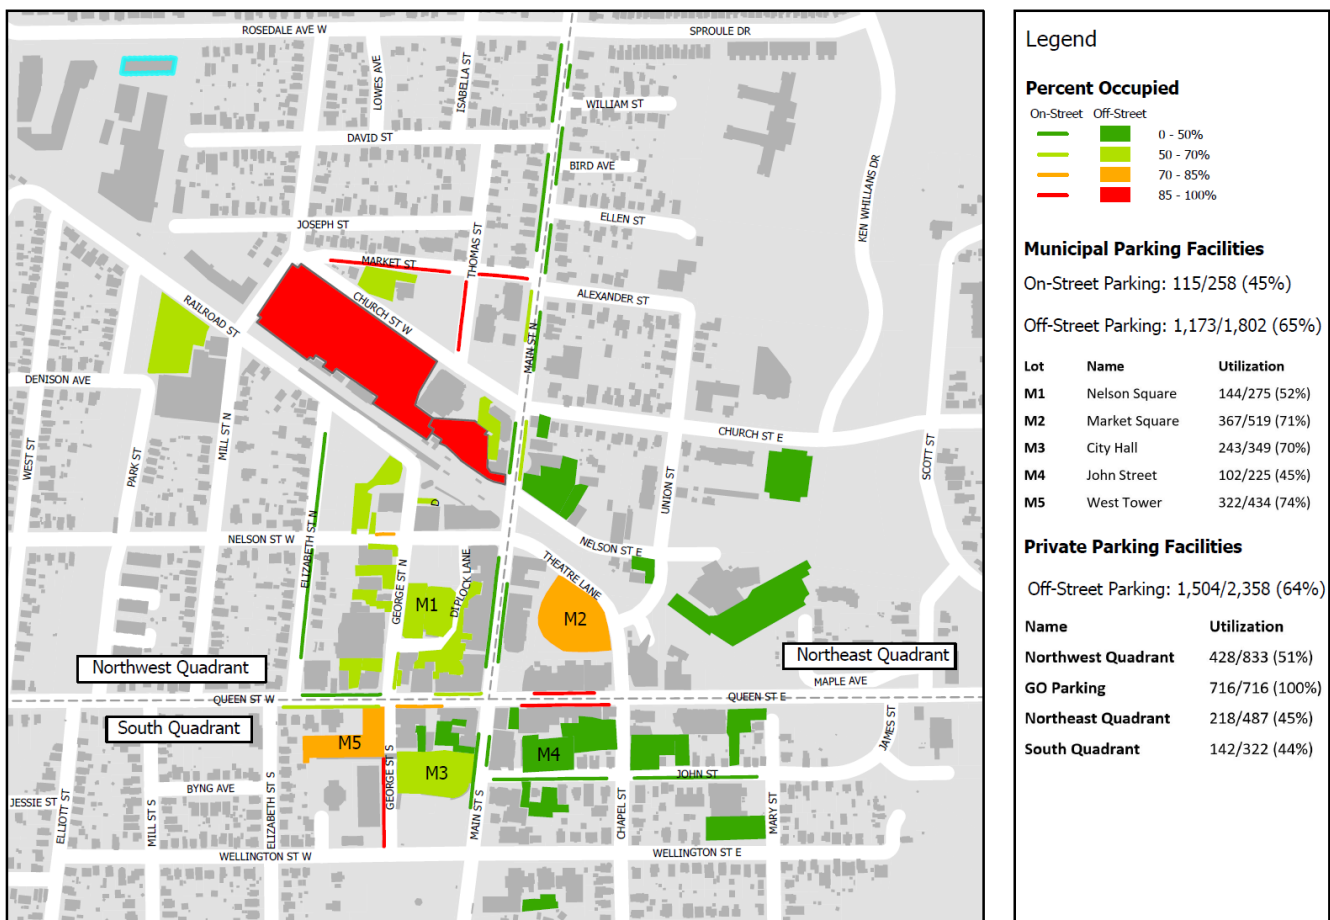 ROSEDALE AVE W
SPROULE DR
LOWES AVE
ISABELLA ST
WILLIAM ST
DAVID ST
BIRD AVE
KEN WHILLANS DR
ELLEN ST
JOSEPH ST
THOMAS ST
MARKET ST
ALEXANDER ST
CHURCH ST W
RAILROAD ST
MAIN ST N
DENISON AVE
MILL ST N
CHURCH ST E
WEST ST
PARK ST
SCOTT ST
UNION ST
D
ELIZABETH ST N
NELSON ST W
NELSON ST E
THEATRE LANE
GEORGE ST N
DIPLOCK LANE
M1
M2
Northwest Quadrant
Northeast Quadrant
MAPLE AVE
QUEEN ST W
QUEEN ST E
South Quadrant
M5
M4
M3
JAMES ST
GEORGE ST S
JOHN ST
BYNG AVE
JESSIE ST
ELLIOTT ST
MILL ST S
ELIZABETH ST S
MAIN ST S
CHAPEL ST
MARY ST
WELLINGTON ST W
WELLINGTON ST E
Legend
Percent Occupied
On-Street Off-Street
0 - 50%
50 - 70%
70 - 85%
85 - 100%
Municipal Parking Facilities
On-Street Parking: 115/258 (45%)
Off-Street Parking: 1,173/1,802 (65%)
Lot Name Utilization
M1 Nelson Square 144/275 (52%)
M2 Market Square 367/519 (71%)
M3 City Hall 243/349 (70%)
M4 John Street 102/225 (45%)
M5 West Tower 322/434 (74%)
Private Parking Facilities
Off-Street Parking: 1,504/2,358 (64%)
Name Utilization
Northwest Quadrant 428/833 (51%)
GO Parking 716/716 (100%)
Northeast Quadrant 218/487 (45%)
South Quadrant 142/322 (44%)